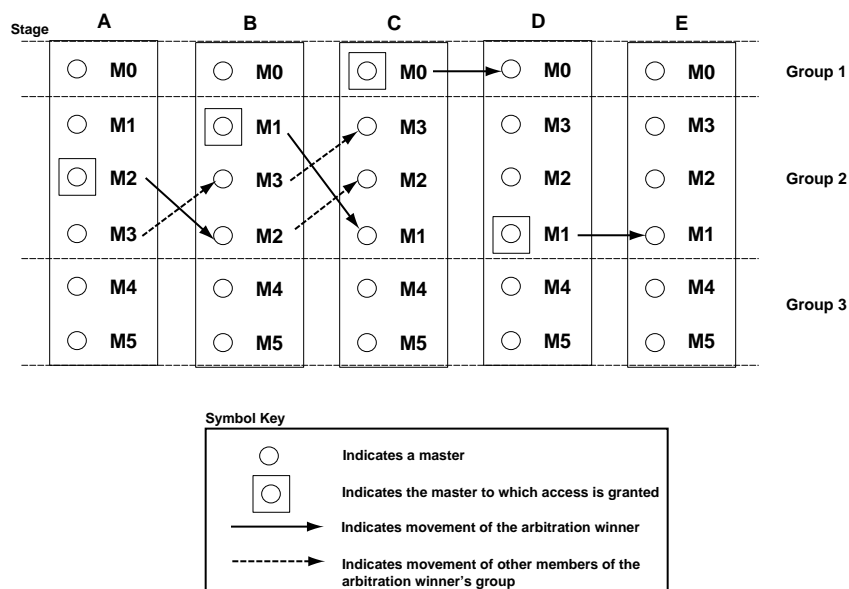 Stage A B C D E
M0 M0 M0 M0 M0 Group 1
M1 M1 M3 M3 M3
M2 M3 M2 M2 M2 Group 2
M3 M2 M1 M1 M1
M4 M4 M4 M4 M4 Group 3
M5 M5 M5 M5 M5
Symbol Key
Indicates a master
Indicates the master to which access is granted
Indicates movement of the arbitration winner
Indicates movement of other members of the
arbitration winner's group